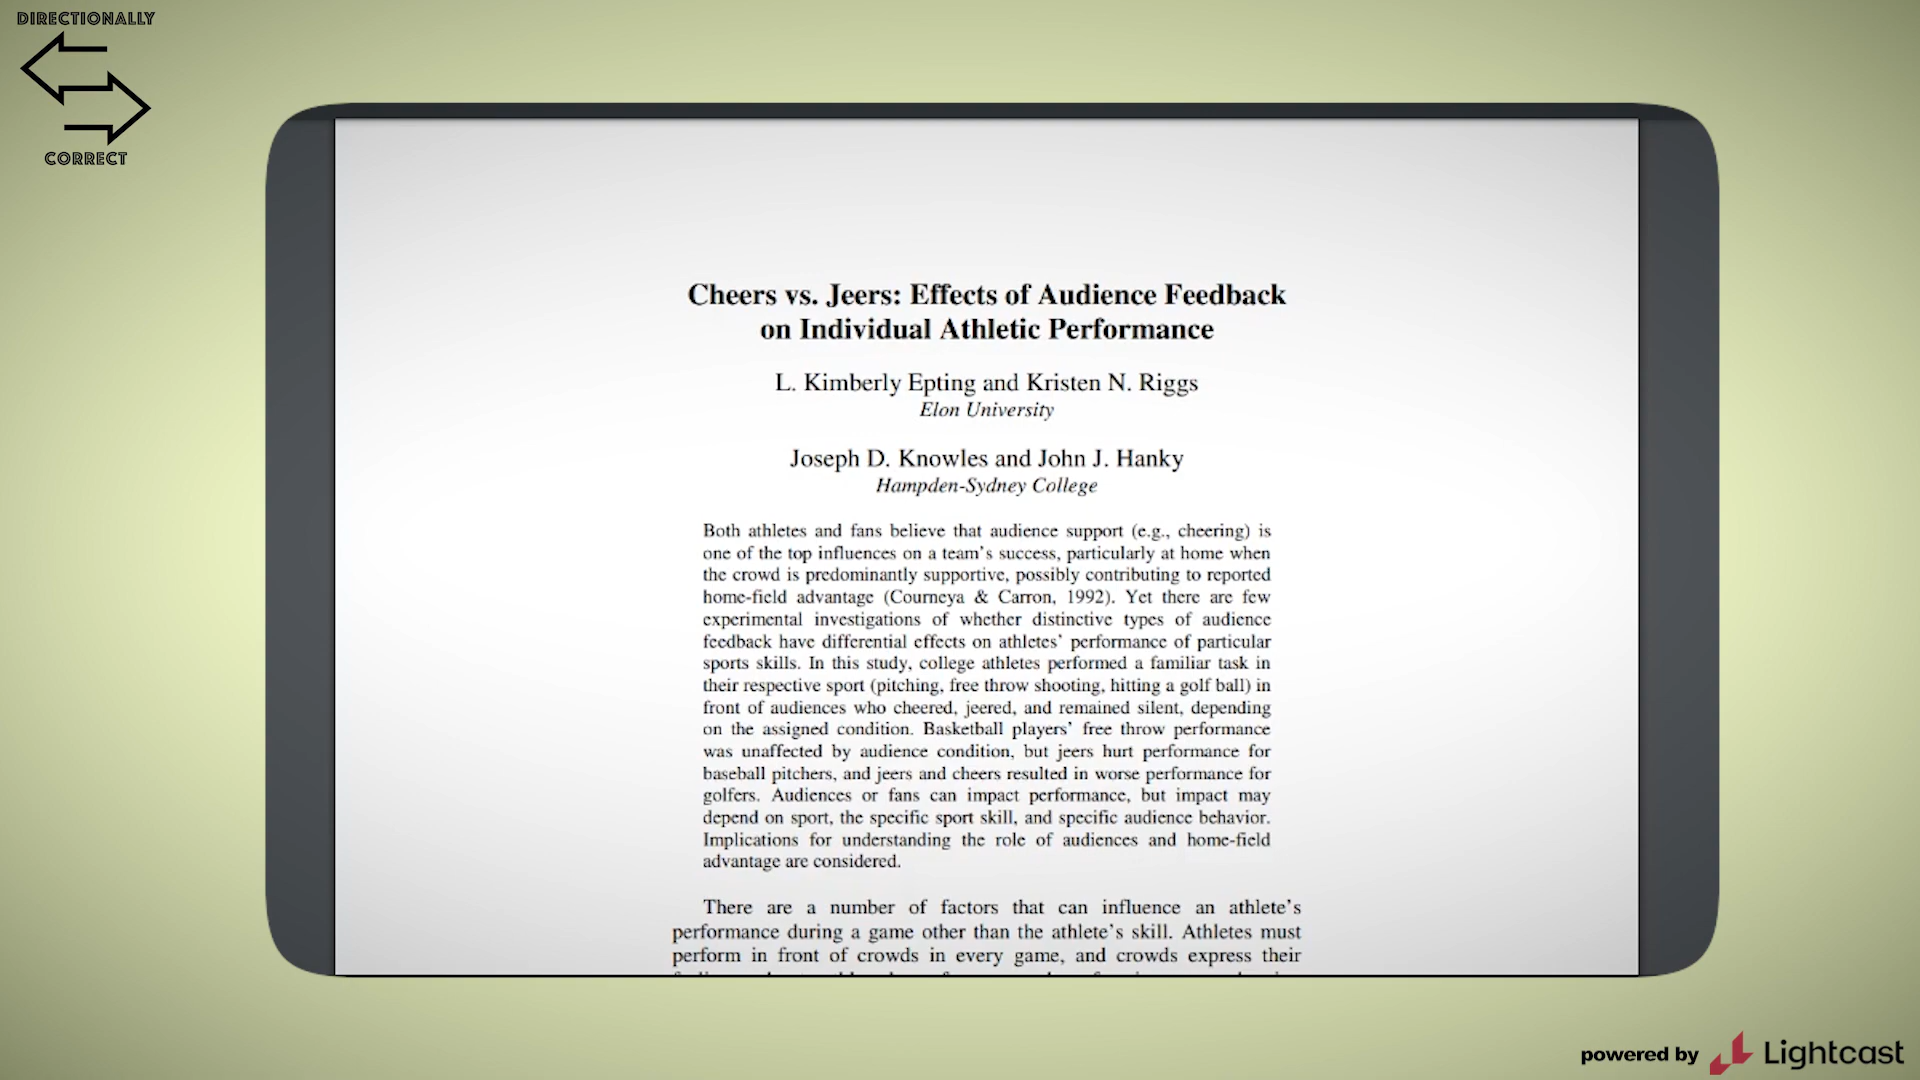 DIRECTIONALLY
CORRECT
Cheers vs. Jeers: Effects of Audience Feedback
on Individual Athletic Performance
L. Kimberly Epting and Kristen N. Riggs
Elon University
Joseph D. Knowles and John J. Hanky
Hampden-Sydney College
Both athletes and fans believe that audience support (e.g., cheering) is
one of the top influences on a team's success, particularly at home when
the crowd is predominantly supportive, possibly contributing to reported
home-field advantage (Courneya & Carron, 1992). Yet there are few
experimental investigations of whether distinctive types of audience
feedback have differential effects on athletes' performance of particular
sports skills. In this study, college athletes performed a familiar task in
their respective sport (pitching, free throw shooting, hitting a golf ball) in
front of audiences who cheered, jeered, and remained silent, depending
on the assigned condition. Basketball players' free throw performance
was unaffected by audience condition, but jeers hurt performance for
baseball pitchers, and jeers and cheers resulted in worse performance for
golfers. Audiences or fans can impact performance, but impact may
depend on sport, the specific sport skill, and specific audience behavior.
Implications for understanding the role of audiences and home-field
advantage are considered.
There are a number of factors that can influence an athlete's
performance during a game other than the athlete's skill. Athletes must
perform in front of crowds in every game, and crowds express their
powered by Lightcast